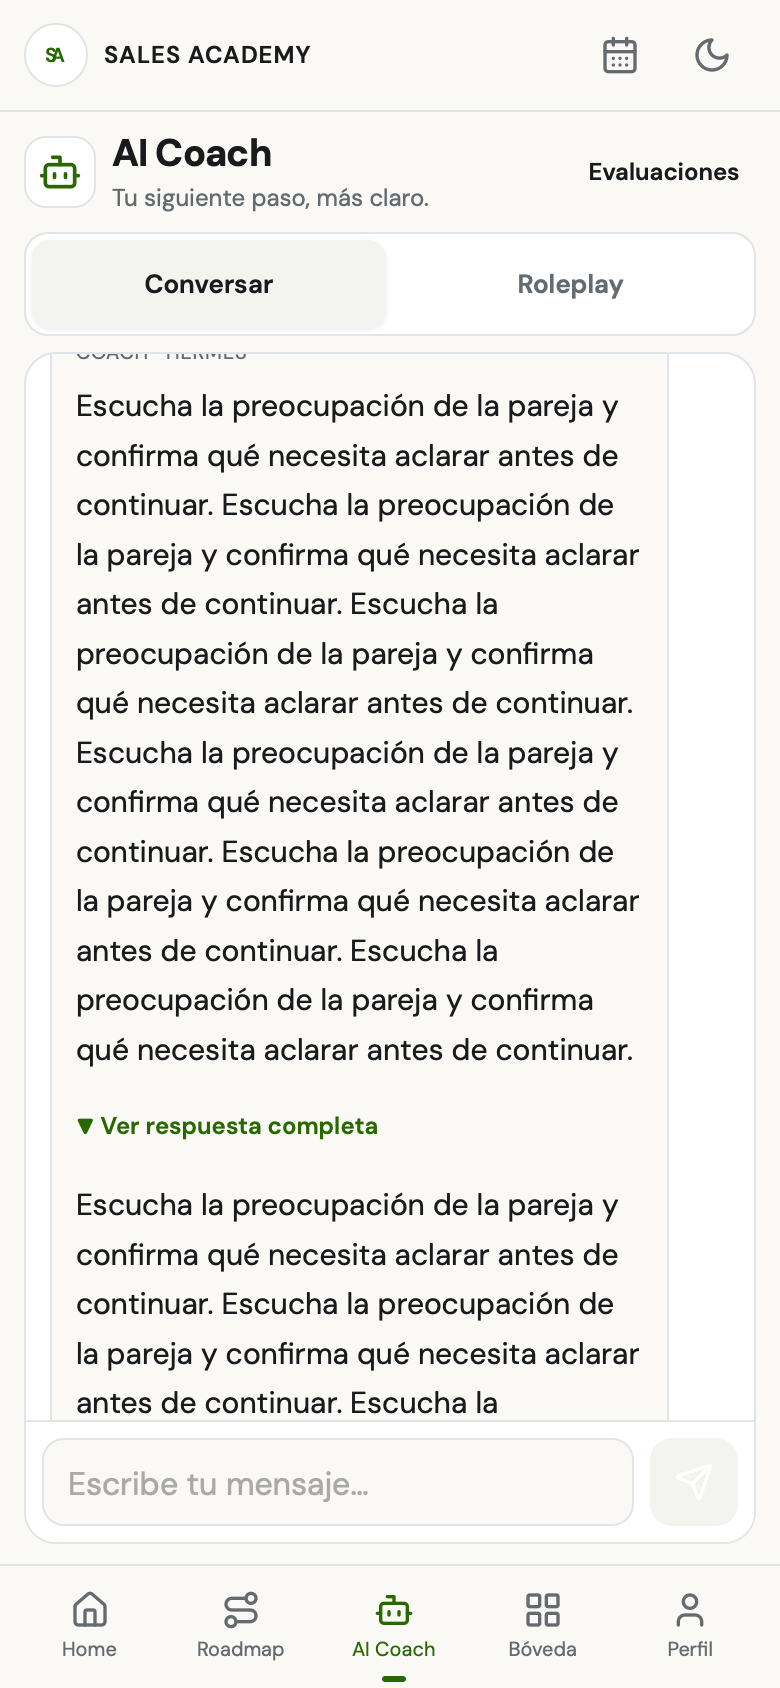 SA
SALES ACADEMY
AI Coach
Tu siguiente paso, más claro.
Evaluaciones
Conversar
Roleplay
COACH HERMES
Escucha la preocupación de la pareja y
confirma qué necesita aclarar antes de
continuar. Escucha la preocupación de
la pareja y confirma qué necesita aclarar
antes de continuar. Escucha la
preocupación de la pareja y confirma
qué necesita aclarar antes de continuar.
Escucha la preocupación de la pareja y
confirma qué necesita aclarar antes de
continuar. Escucha la preocupación de
la pareja y confirma qué necesita aclarar
antes de continuar. Escucha la
preocupación de la pareja y confirma
qué necesita aclarar antes de continuar.
▼ Ver respuesta completa
Escucha la preocupación de la pareja y
confirma qué necesita aclarar antes de
continuar. Escucha la preocupación de
la pareja y confirma qué necesita aclarar
antes de continuar. Escucha la
Escribe tu mensaje...
Home
Roadmap
AI Coach
Bóveda
Perfil